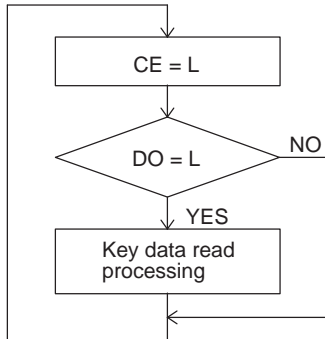 CE = L
DO = L
NO
YES
Key data read
processing